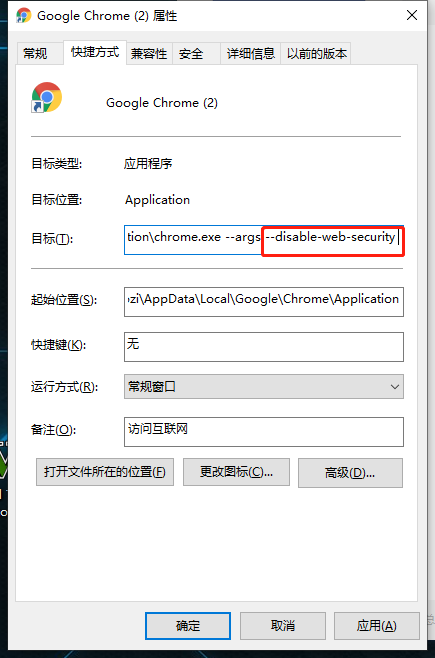 Google Chrome (2) 属性
常规
快捷方式
兼容性
安全
详细信息
以前的版本
Google Chrome (2)
目标类型:
应用程序
目标位置:
Application
目标(T):
tion\chrome.exe --args --disable-web-security
起始位置(S):
ozi\AppData\Local\Google\Chrome\Application
快捷键(K):
无
运行方式(R):
常规窗口
备注(O):
访问互联网
打开文件所在的位置(F)
更改图标(C)...
高级(D)...
确定
取消
应用(A)